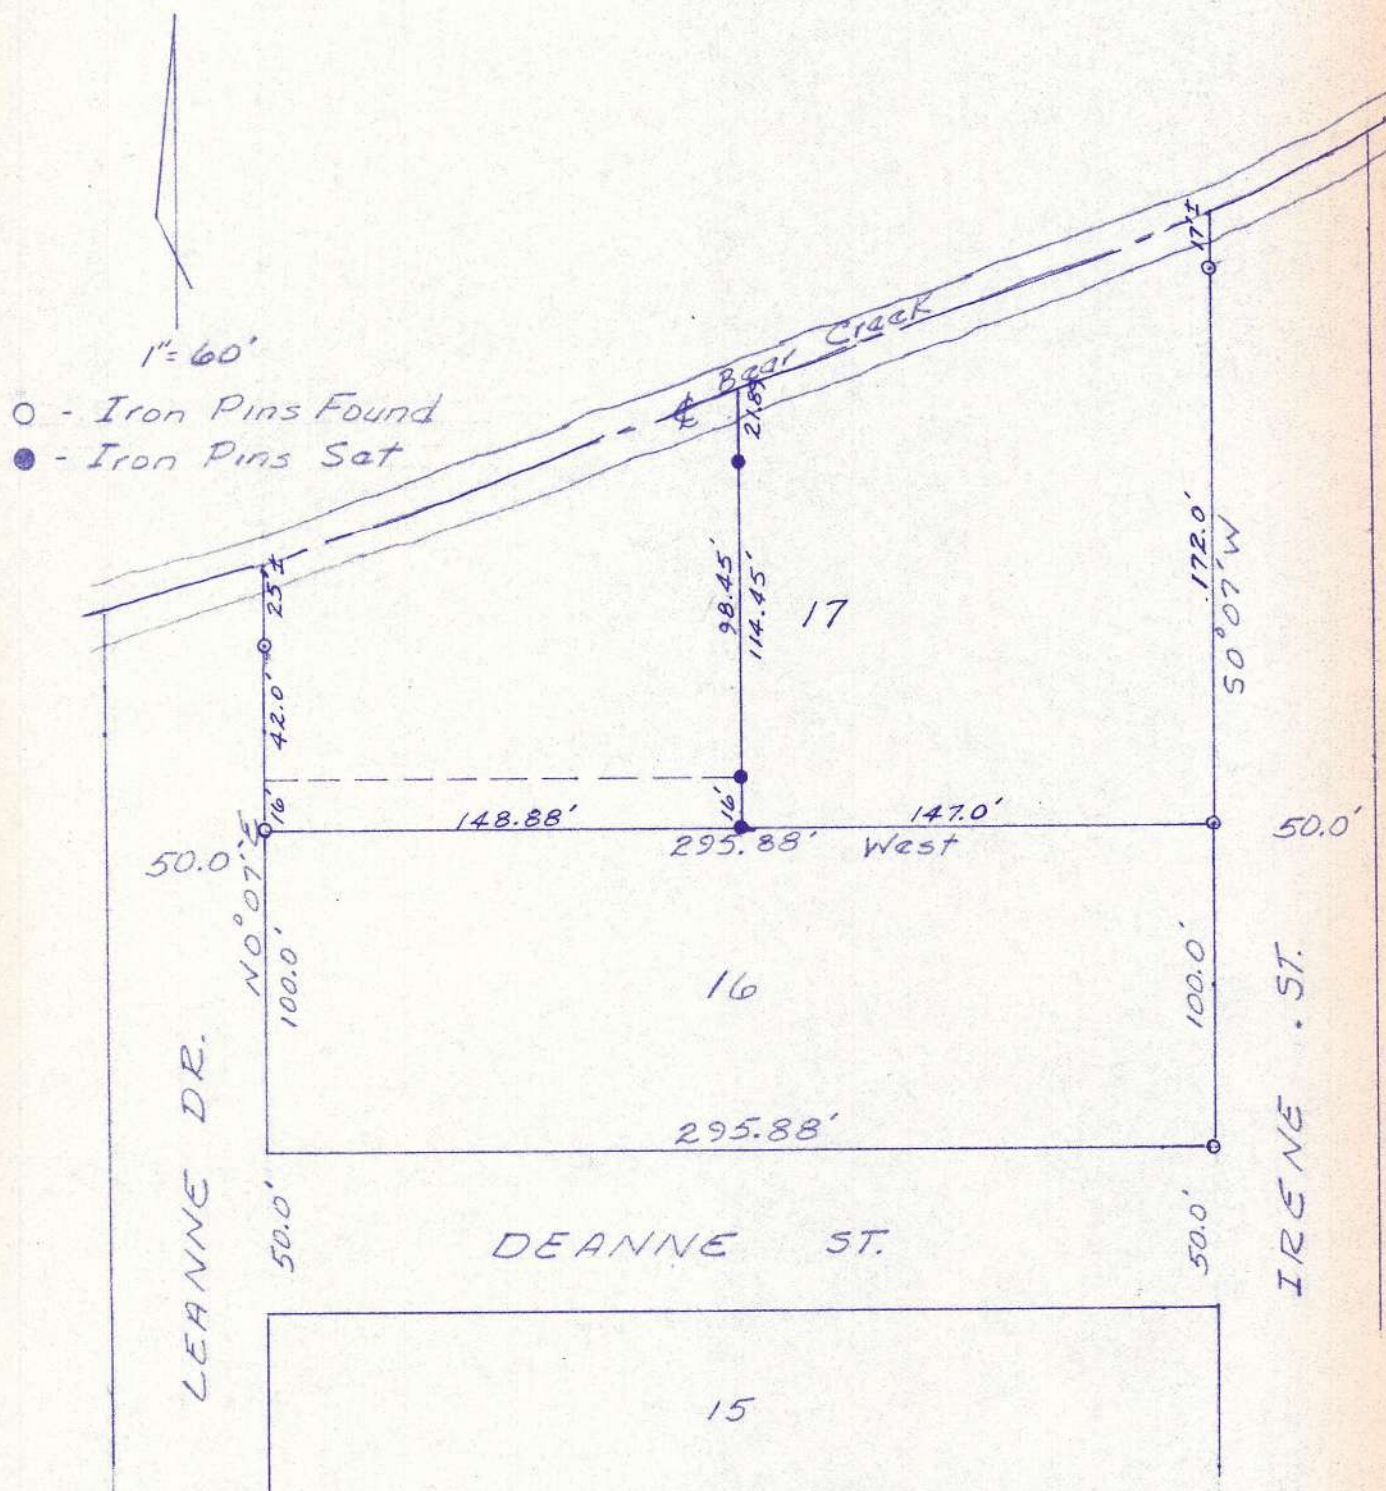 1"= 60'
○ - Iron Pins Found
● - Iron Pins Set
17'±
℄ Bear Creek
21.89
25'±
98.45'
114.45'
17
172.0'
S0°07'W
42.0'
16'
148.88'
16'
147.0'
295.88' West
50.0'
50.0'
N0°07'E
100.0'
16
100.0'
LEANNE DR.
295.88'
50.0'
DEANNE ST.
50.0'
IRENE . ST.
15